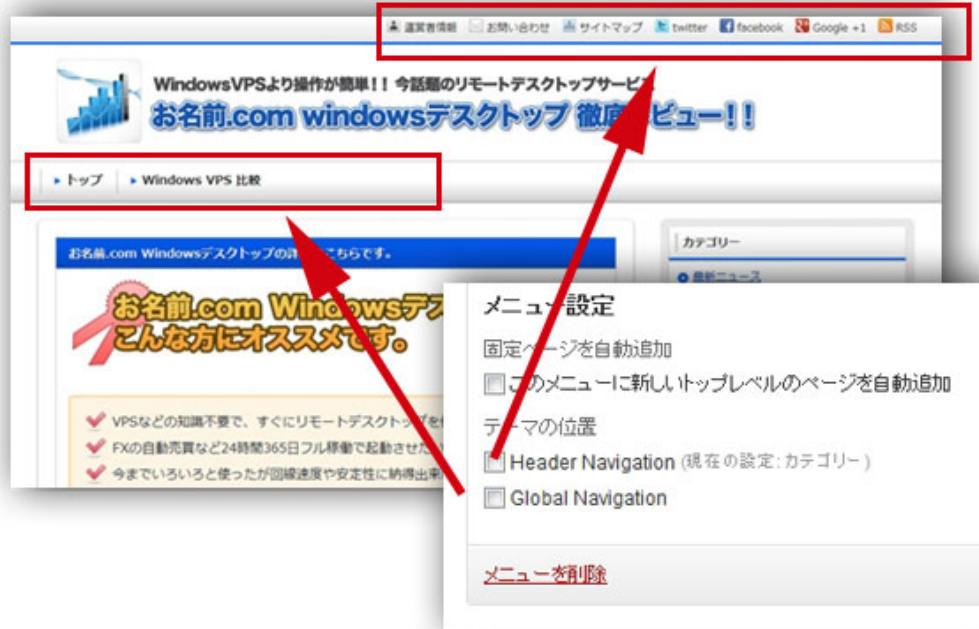 運営者情報 お問い合わせ サイトマップ twitter facebook Google +1 RSS
WindowsVPSより操作が簡単!! 今話題のリモートデスクトップサービ
お名前.com windowsデスクトップ 徹底 ビュー!!
トップ Windows VPS 比較
お名前.com Windowsデスクトップの こちらです。
カテゴリー
最新ニュース
お名前.com Windowsデス
こんな方にオススメです。
VPSなどの知識不要で、すぐにリモートデスクトップを
FXの自動売買など24時間365日フル稼働で起動させた
今までいろいろと使ったが回線速度や安定性に納得出来
メニュー設定
固定ページを自動追加
このメニューに新しいトップレベルのページを自動追加
テーマの位置
Header Navigation (現在の設定: カテゴリー)
Global Navigation
メニューを削除